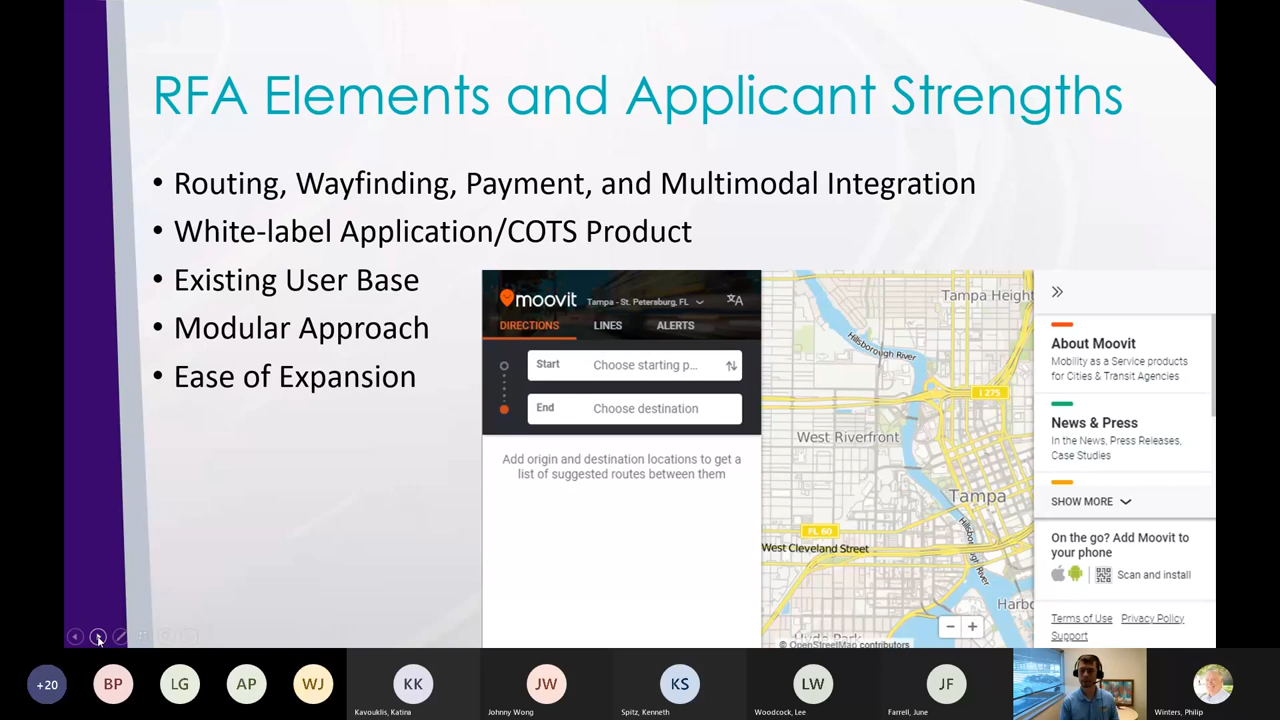 RFA Elements and Applicant Strengths
• Routing, Wayfinding, Payment, and Multimodal Integration
• White-label Application/COTS Product
• Existing User Base
• Modular Approach
• Ease of Expansion
moovit
Tampa - St. Petersburg, FL
DIRECTIONS
LINES
ALERTS
Start
Choose starting p...
End
Choose destination
Add origin and destination locations to get a
list of suggested routes between them
Tampa Height
Hillsborough River
I 275
West Riverfront
Tampa
FL 60
West Cleveland Street
Hillsborough River
Harbo
Hyde Park
© OpenStreetMap contributors
About Moovit
Mobility as a Service products
for Cities & Transit Agencies
News & Press
In the News, Press Releases,
Case Studies
SHOW MORE
On the go? Add Moovit to
your phone
Scan and install
Terms of Use
Privacy Policy
Support
+20
BP
LG
AP
WJ
KK
Kavouklis, Katina
JW
Johnny Wong
KS
Spitz, Kenneth
LW
Woodcock, Lee
JF
Farrell, June
Winters, Philip